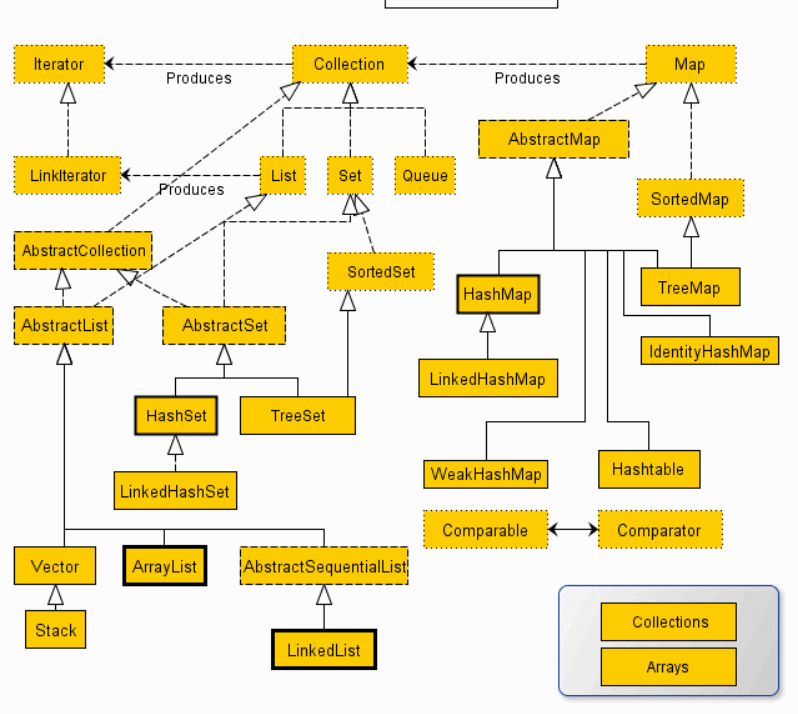 Iterator
Collection
Map
Produces
Produces
AbstractMap
LinkIterator
List
Set
Queue
Produces
SortedMap
AbstractCollection
SortedSet
HashMap
TreeMap
AbstractList
AbstractSet
IdentityHashMap
LinkedHashMap
HashSet
TreeSet
WeakHashMap
Hashtable
LinkedHashSet
Comparable
Comparator
Vector
ArrayList
AbstractSequentialList
Stack
LinkedList
Collections
Arrays